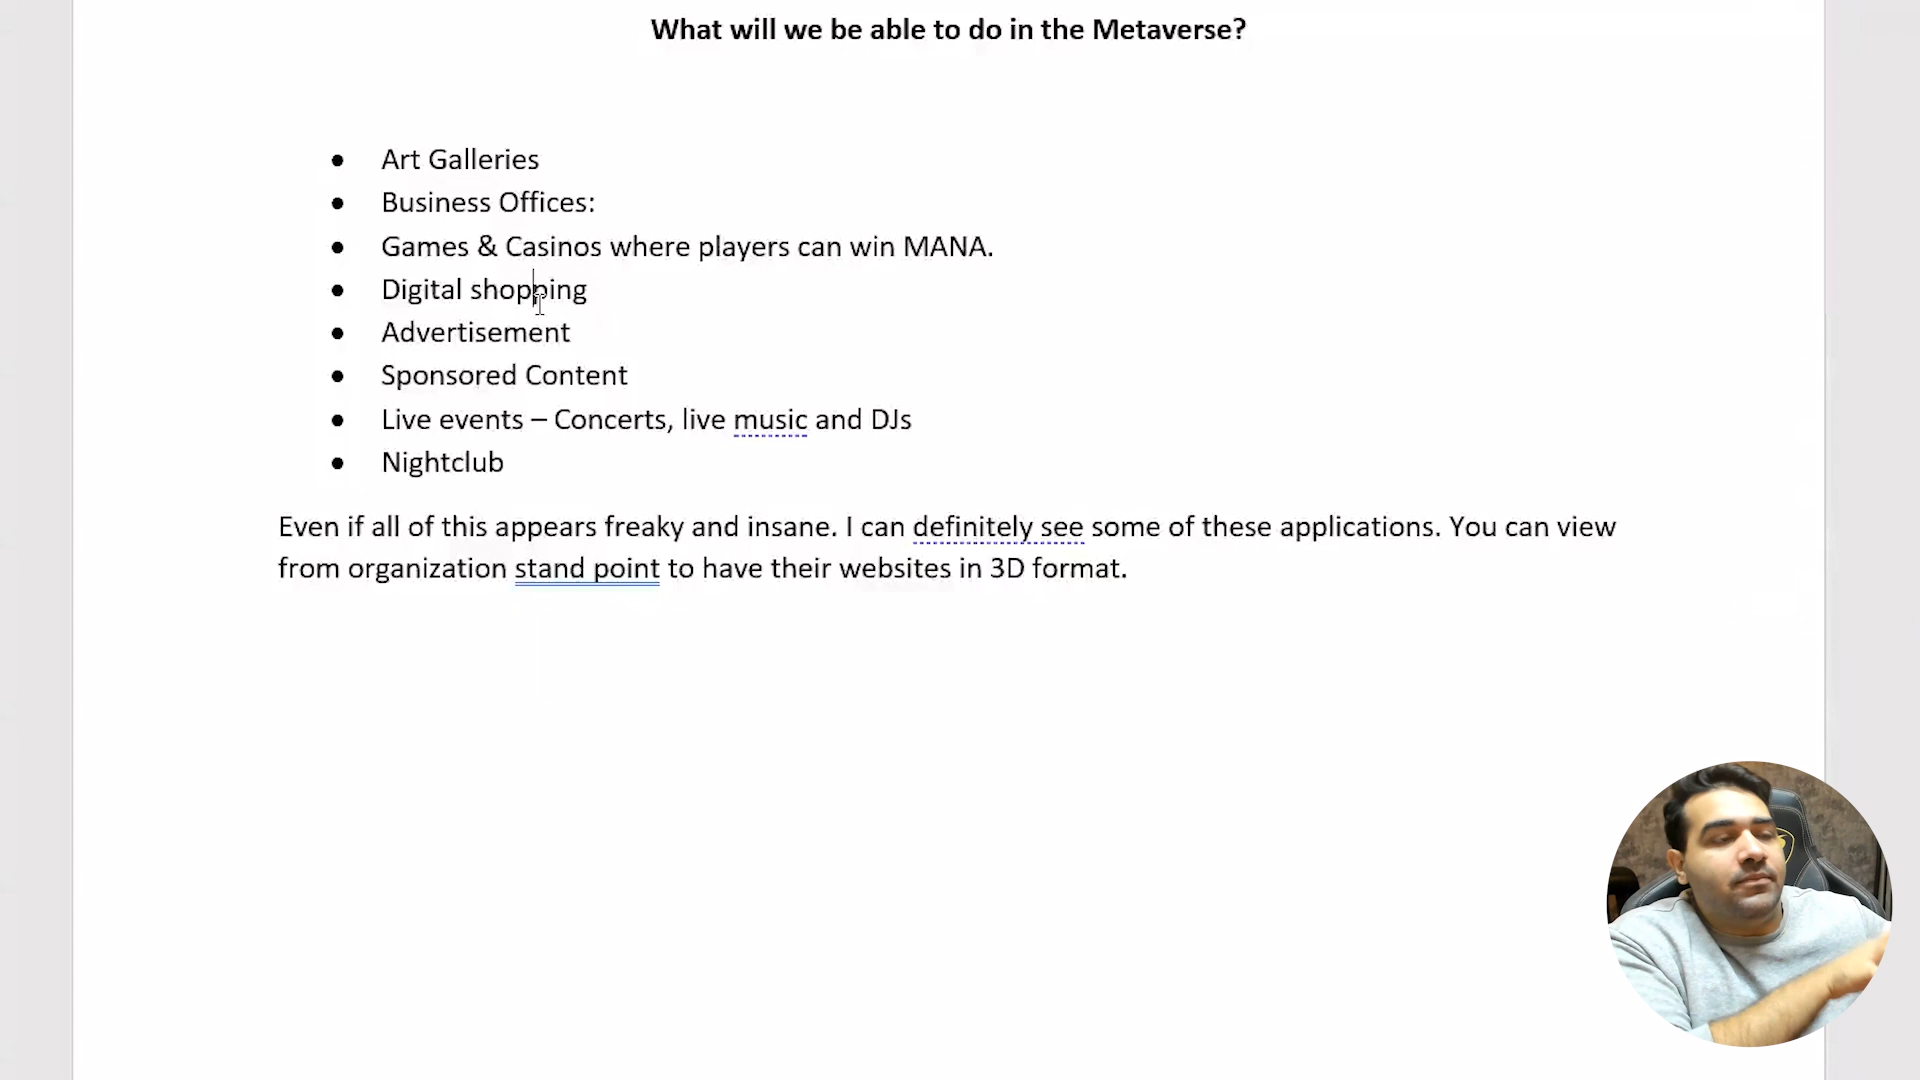 What will we be able to do in the Metaverse?
● Art Galleries
● Business Offices:
● Games & Casinos where players can win MANA.
● Digital shopping
● Advertisement
● Sponsored Content
● Live events – Concerts, live music and DJs
● Nightclub
Even if all of this appears freaky and insane. I can definitely see some of these applications. You can view
from organization stand point to have their websites in 3D format.